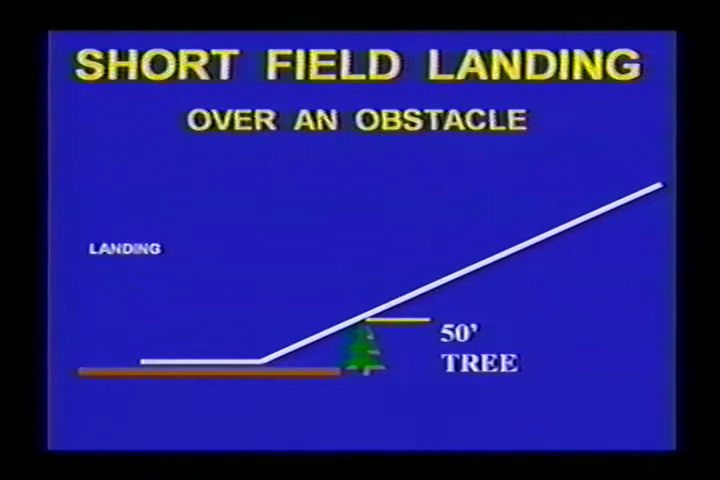 SHORT FIELD LANDING
OVER AN OBSTACLE
LANDING
50'
TREE